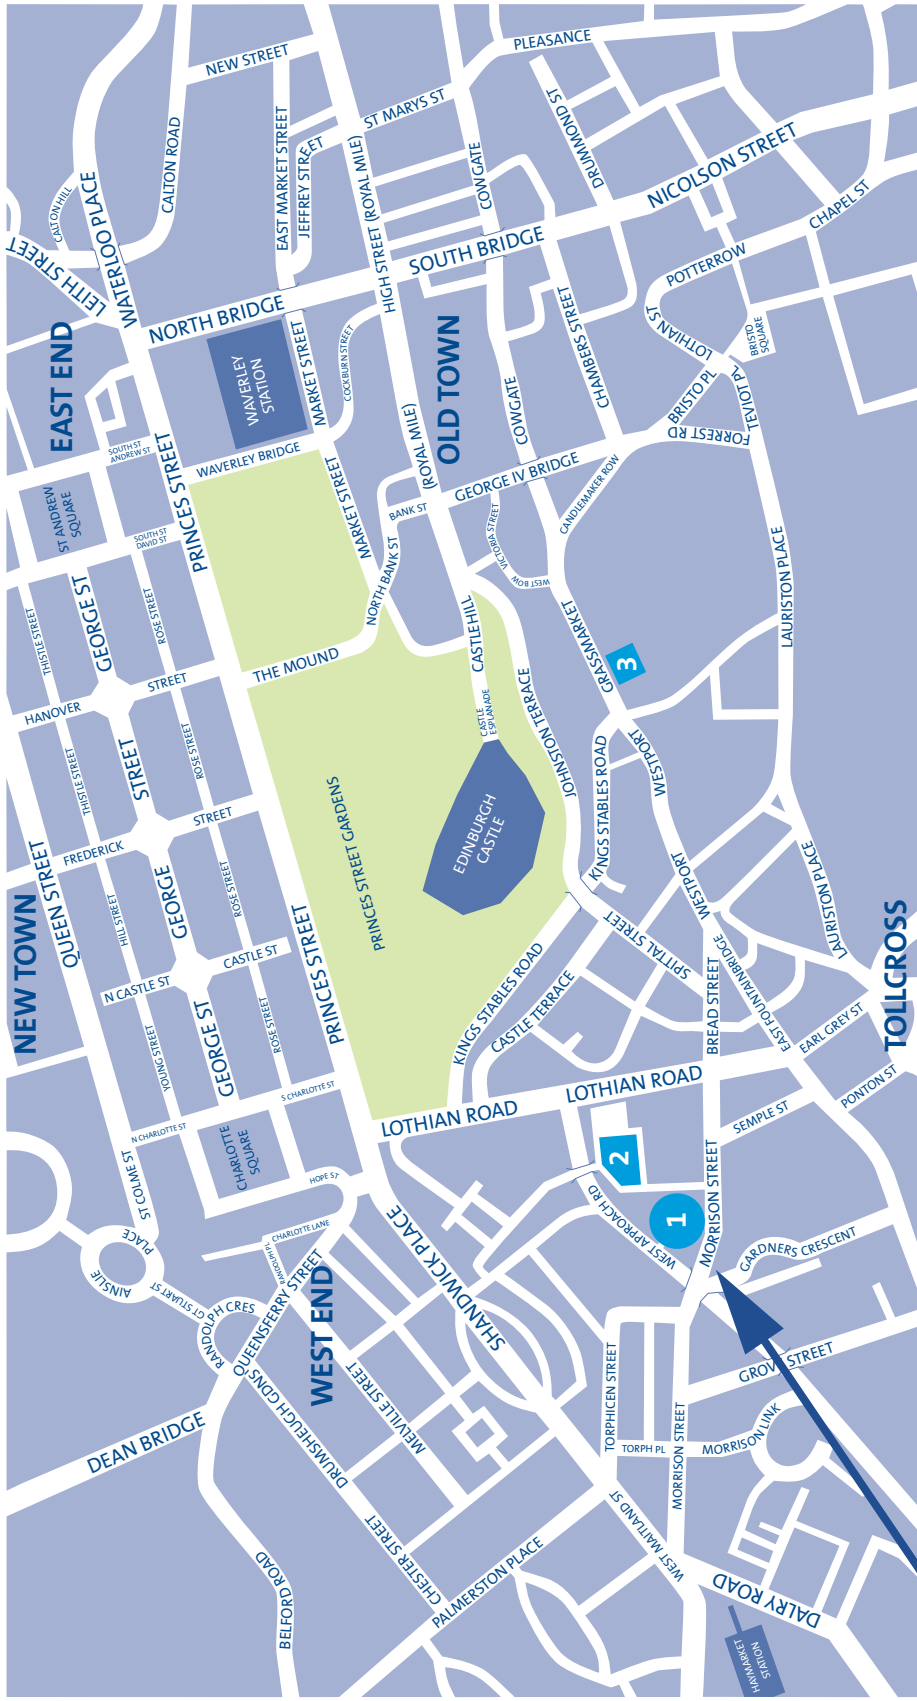 NEW STREET
PLEASANCE
CALTON ROAD
CALTON HILL
WATERLOO PLACE
LEITH STREET
EAST MARKET STREET
JEFFREY STREET
ST MARYS ST
HIGH STREET (ROYAL MILE)
COWGATE
DRUMMOND ST
NICOLSON STREET
CHAPEL ST
POTTERROW
SOUTH BRIDGE
NORTH BRIDGE
EAST END
WAVERLEY
STATION
MARKET STREET
COCKBURN STREET
OLD TOWN
CHAMBERS STREET
LOTHIAN ST
BRISTO
SQUARE
BRISTO PL
TEVIOT PL
FORREST RD
COWGATE
(ROYAL MILE)
GEORGE IV BRIDGE
CANDLEMAKER ROW
WAVERLEY BRIDGE
SOUTH ST
ANDREW ST
ST ANDREW
SQUARE
SOUTH ST
DAVID ST
PRINCES STREET
MARKET STREET
BANK ST
NORTH BANK ST
VICTORIA STREET
WEST BOW
LAURISTON PLACE
GEORGE ST
THISTLE STREET
ROSE STREET
THE MOUND
CASTLEHILL
GRASSMARKET
3
HANOVER
STREET
CASTLE
ESPLANADE
JOHNSTON TERRACE
THISTLE STREET
STREET
ROSE STREET
KINGS STABLES ROAD
WESTPORT
PRINCES STREET GARDENS
EDINBURGH
CASTLE
FREDERICK
STREET
QUEEN STREET
NEW TOWN
HILL STREET
GEORGE
ROSE STREET
WESTPORT
LAURISTON PLACE
SPITTAL STREET
TOLLCROSS
N CASTLE ST
CASTLE ST
PRINCES STREET
KINGS STABLES ROAD
CASTLE TERRACE
BREAD STREET
EAST FOUNTAINBRIDGE
EARL GREY ST
YOUNG STREET
GEORGE ST
ROSE STREET
S CHARLOTTE ST
N CHARLOTTE ST
LOTHIAN ROAD
LOTHIAN ROAD
PONTON ST
SEMPLE ST
CHARLOTTE
SQUARE
HOPE ST
2
1
MORRISON STREET
WEST APPROACH RD
GARDNERS CRESCENT
ST COLME ST
AINSLIE
PLACE
GT STUART ST
RANDOLPH CRES
RANDOLPH PL
CHARLOTTE LANE
QUEENSFERRY STREET
WEST END
SHANDWICK PLACE
DEAN BRIDGE
DRUMSHEUGH GDNS
MELVILLE STREET
TORPHICEN STREET
TORPH PL
MORRISON STREET
MORRISON LINK
GROVE STREET
BELFORD ROAD
CHESTER STREET
PALMERSTON PLACE
WEST MAITLAND ST
DALRY ROAD
HAYMARKET
STATION